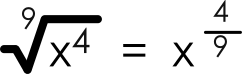 ⁹√x⁴ = x^(4/9)